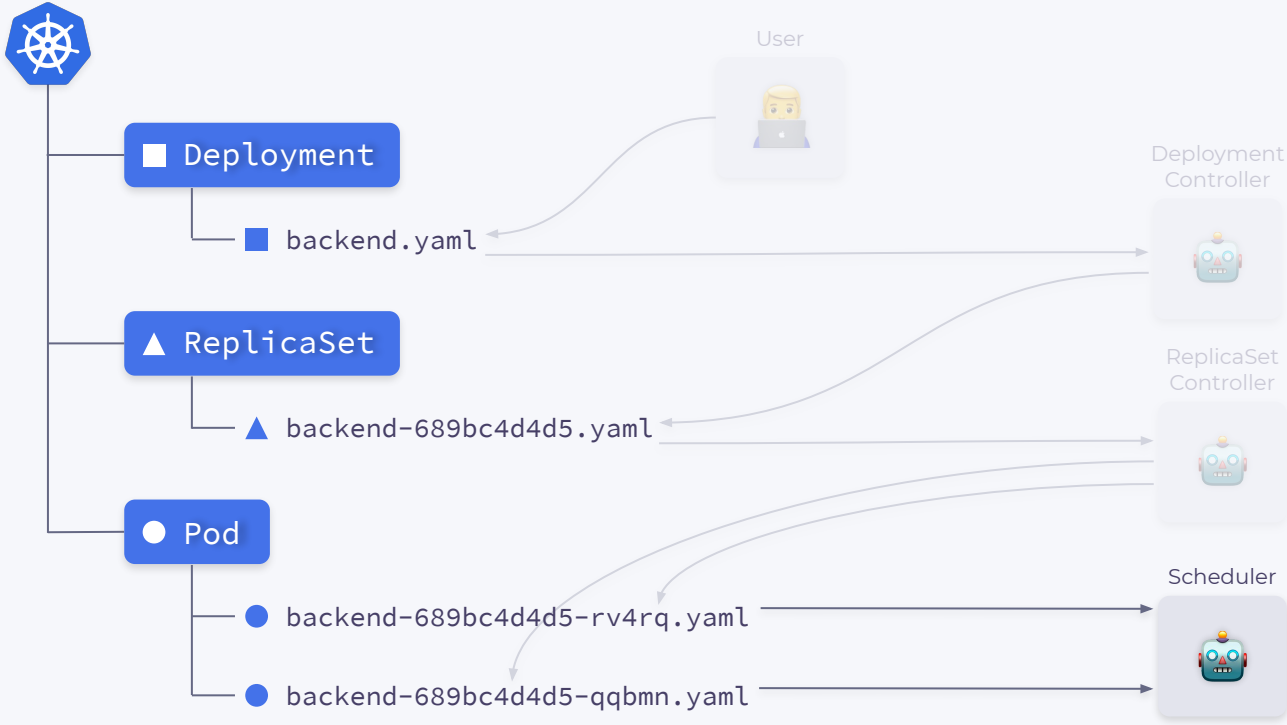 User
Deployment
Deployment
Controller
backend.yaml
ReplicaSet
ReplicaSet
Controller
backend-689bc4d4d5.yaml
Pod
Scheduler
backend-689bc4d4d5-rv4rq.yaml
backend-689bc4d4d5-qqbmn.yaml